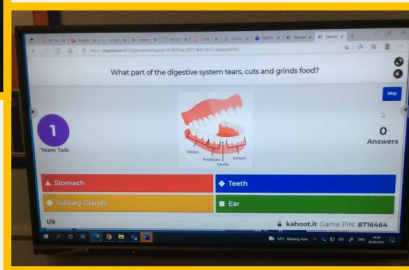 What part of the digestive system tears, cuts and grinds food?
Skip
1
Team Talk
0
Answers
Molars
Premolars
Canine
Incisors
Stomach
Teeth
Salivary Glands
Ear
1/9
kahoot.it Game PIN: 8716464